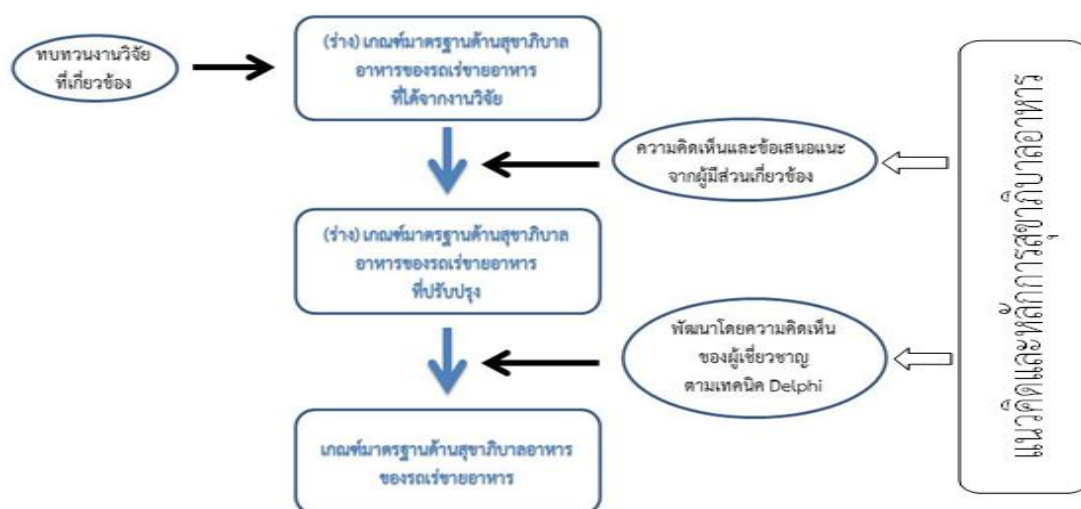 ทบทวนงานวิจัย
ที่เกี่ยวข้อง
(ร่าง) เกณฑ์มาตรฐานด้านสุขาภิบาล
อาหารของรถเร่ขายอาหาร
ที่ได้จากงานวิจัย
ความคิดเห็นและข้อเสนอแนะ
จากผู้มีส่วนเกี่ยวข้อง
(ร่าง) เกณฑ์มาตรฐานด้านสุขาภิบาล
อาหารของรถเร่ขายอาหาร
ที่ปรับปรุง
พัฒนาโดยความคิดเห็น
ของผู้เชี่ยวชาญ
ตามเทคนิค Delphi
เกณฑ์มาตรฐานด้านสุขาภิบาลอาหาร
ของรถเร่ขายอาหาร
แนวคิดและหลักการสุขาภิบาลอาหาร